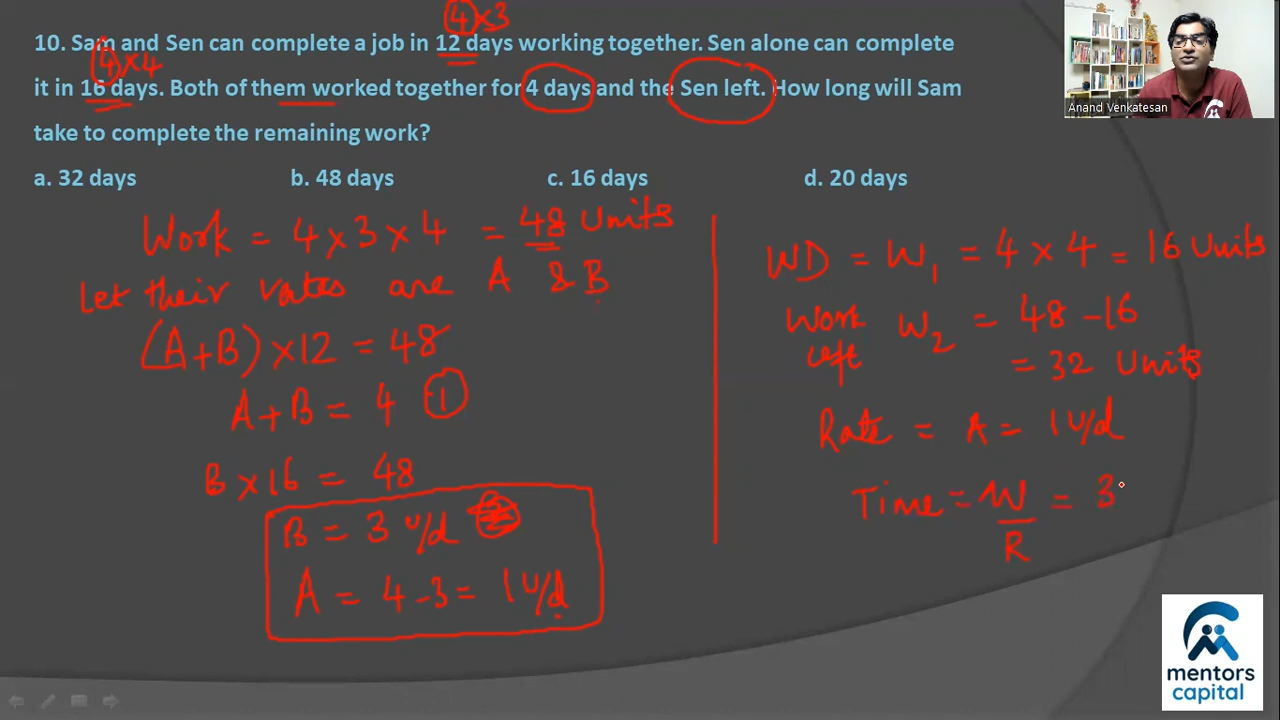 4 x 3
10. Sam and Sen can complete a job in 12 days working together. Sen alone can complete
4 x 4
it in 16 days. Both of them worked together for 4 days and the Sen left. How long will Sam
take to complete the remaining work?
a. 32 days b. 48 days c. 16 days d. 20 days
Anand Venkatesan
Work = 4 x 3 x 4 = 48 Units
Let their rates are A & B
(A+B) x 12 = 48
A+B = 4 1
B x 16 = 48
B = 3 u/d
A = 4 - 3 = 1 u/d
WD = W1 = 4 x 4 = 16 Units
Work left W2 = 48 - 16
= 32 Units
Rate = A = 1 u/d
Time = W/R = 3
mentors
capital